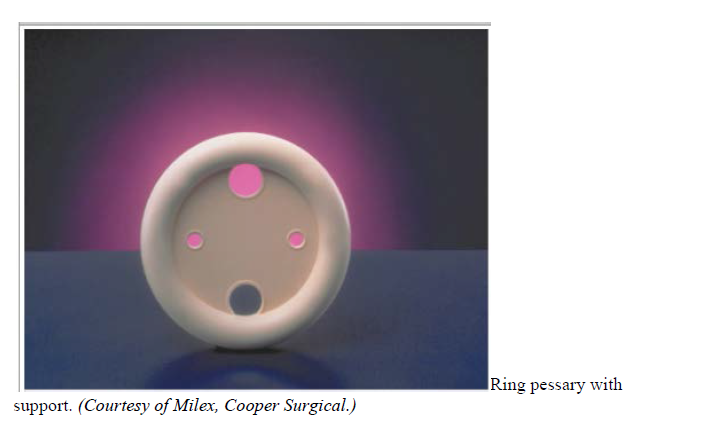 Ring pessary with
support. (Courtesy of Milex, Cooper Surgical.)